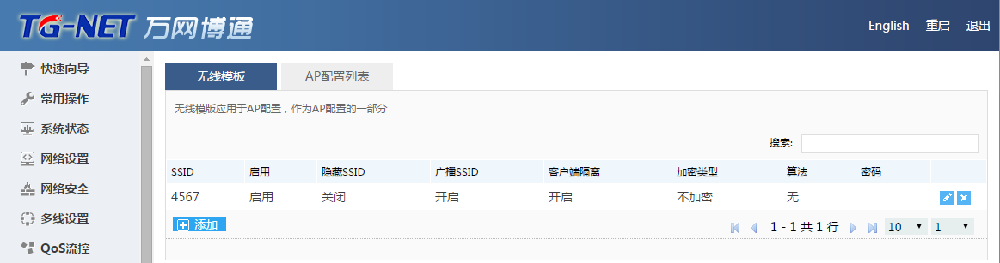 TG-NET 万网博通
English 重启 退出
快速向导
常用操作
系统状态
网络设置
网络安全
多线设置
QoS流控
无线模板 AP配置列表
无线模版应用于AP配置，作为AP配置的一部分
搜索:
SSID 启用 隐藏SSID 广播SSID 客户端隔离 加密类型 算法 密码
4567 启用 关闭 开启 开启 不加密 无
添加 1 - 1 共 1 行 10 1